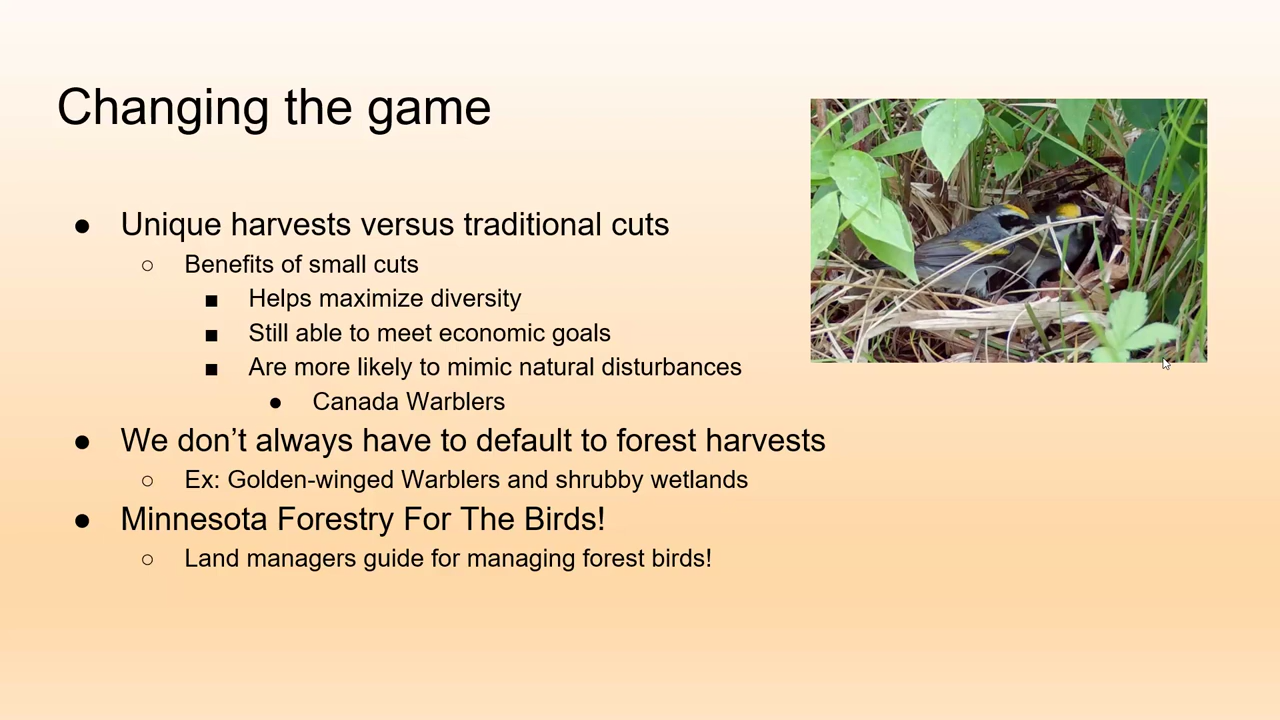 Changing the game
● Unique harvests versus traditional cuts
○ Benefits of small cuts
■ Helps maximize diversity
■ Still able to meet economic goals
■ Are more likely to mimic natural disturbances
● Canada Warblers
● We don’t always have to default to forest harvests
○ Ex: Golden-winged Warblers and shrubby wetlands
● Minnesota Forestry For The Birds!
○ Land managers guide for managing forest birds!